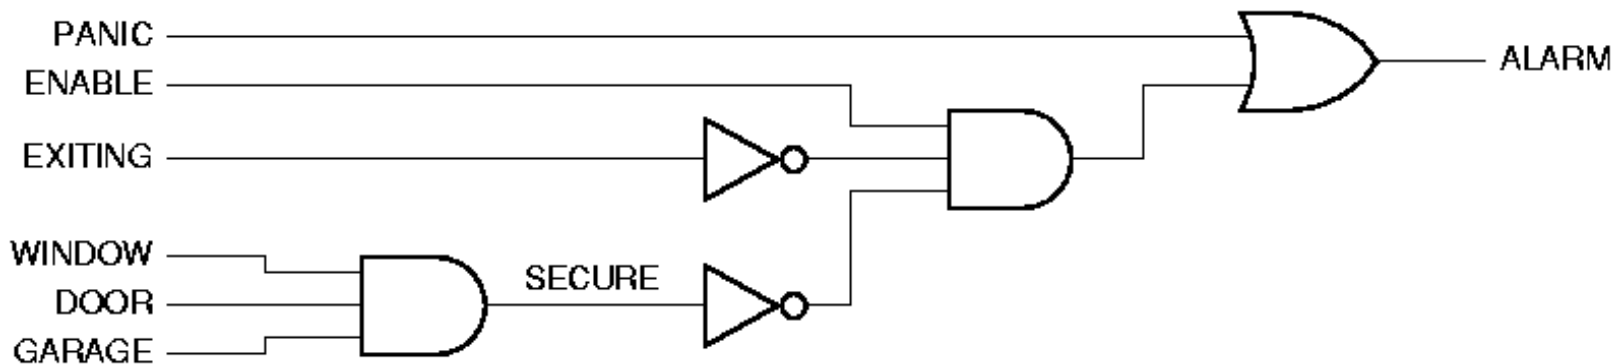 PANIC
ALARM
ENABLE
EXITING
WINDOW
SECURE
DOOR
GARAGE